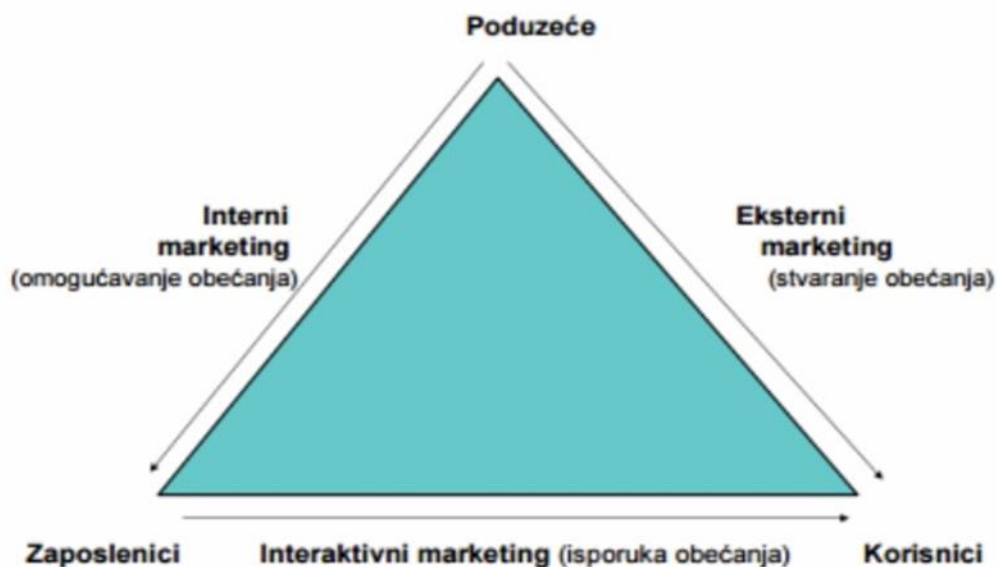 Poduzeće
Interni
marketing
(omogućavanje obećanja)
Eksterni
marketing
(stvaranje obećanja)
Zaposlenici
Interaktivni marketing (isporuka obećanja)
Korisnici